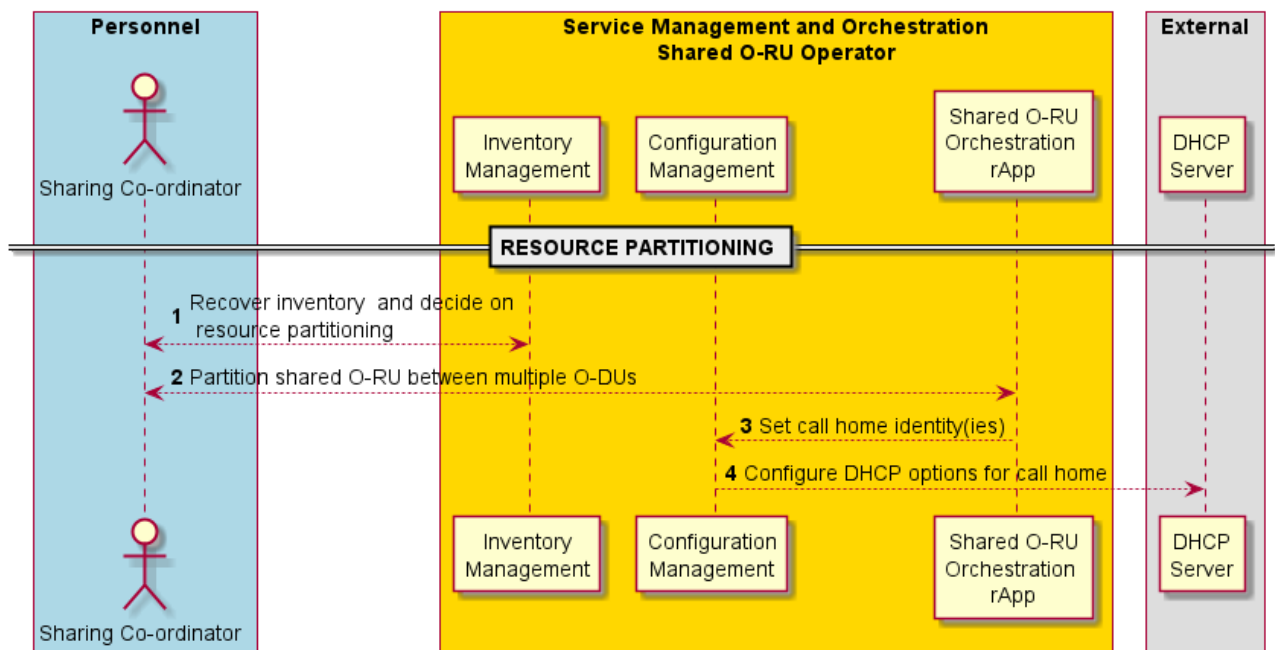 Personnel
Service Management and Orchestration
Shared O-RU Operator
External
Sharing Co-ordinator
Inventory
Management
Configuration
Management
Shared O-RU
Orchestration
rApp
DHCP
Server
RESOURCE PARTITIONING
1 Recover inventory  and decide on
resource partitioning
2 Partition shared O-RU between multiple O-DUs
3 Set call home identity(ies)
4 Configure DHCP options for call home
Sharing Co-ordinator
Inventory
Management
Configuration
Management
Shared O-RU
Orchestration
rApp
DHCP
Server